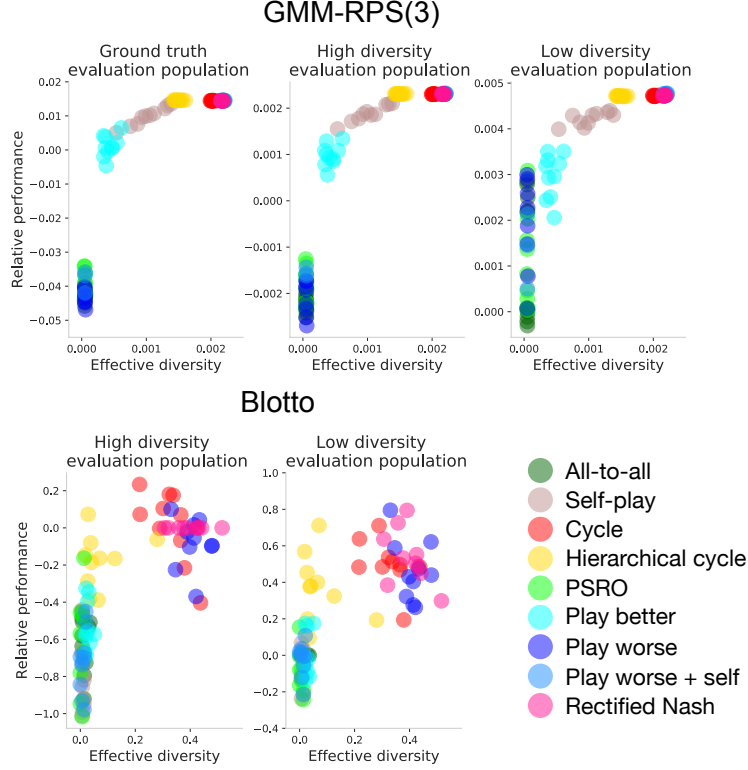 GMM-RPS(3)
Ground truth
evaluation population
High diversity
evaluation population
Low diversity
evaluation population
Relative performance
0.02
0.01
0.00
−0.01
−0.02
−0.03
−0.04
−0.05
0.000
0.001
0.002
Effective diversity
0.002
0.001
0.000
−0.001
−0.002
0.000
0.001
0.002
Effective diversity
0.005
0.004
0.003
0.002
0.001
0.000
0.000
0.001
0.002
Effective diversity
Blotto
High diversity
evaluation population
Low diversity
evaluation population
Relative performance
0.2
0.0
−0.2
−0.4
−0.6
−0.8
−1.0
0.0
0.2
0.4
Effective diversity
1.0
0.8
0.6
0.4
0.2
0.0
−0.2
−0.4
0.0
0.2
0.4
Effective diversity
All-to-all
Self-play
Cycle
Hierarchical cycle
PSRO
Play better
Play worse
Play worse + self
Rectified Nash